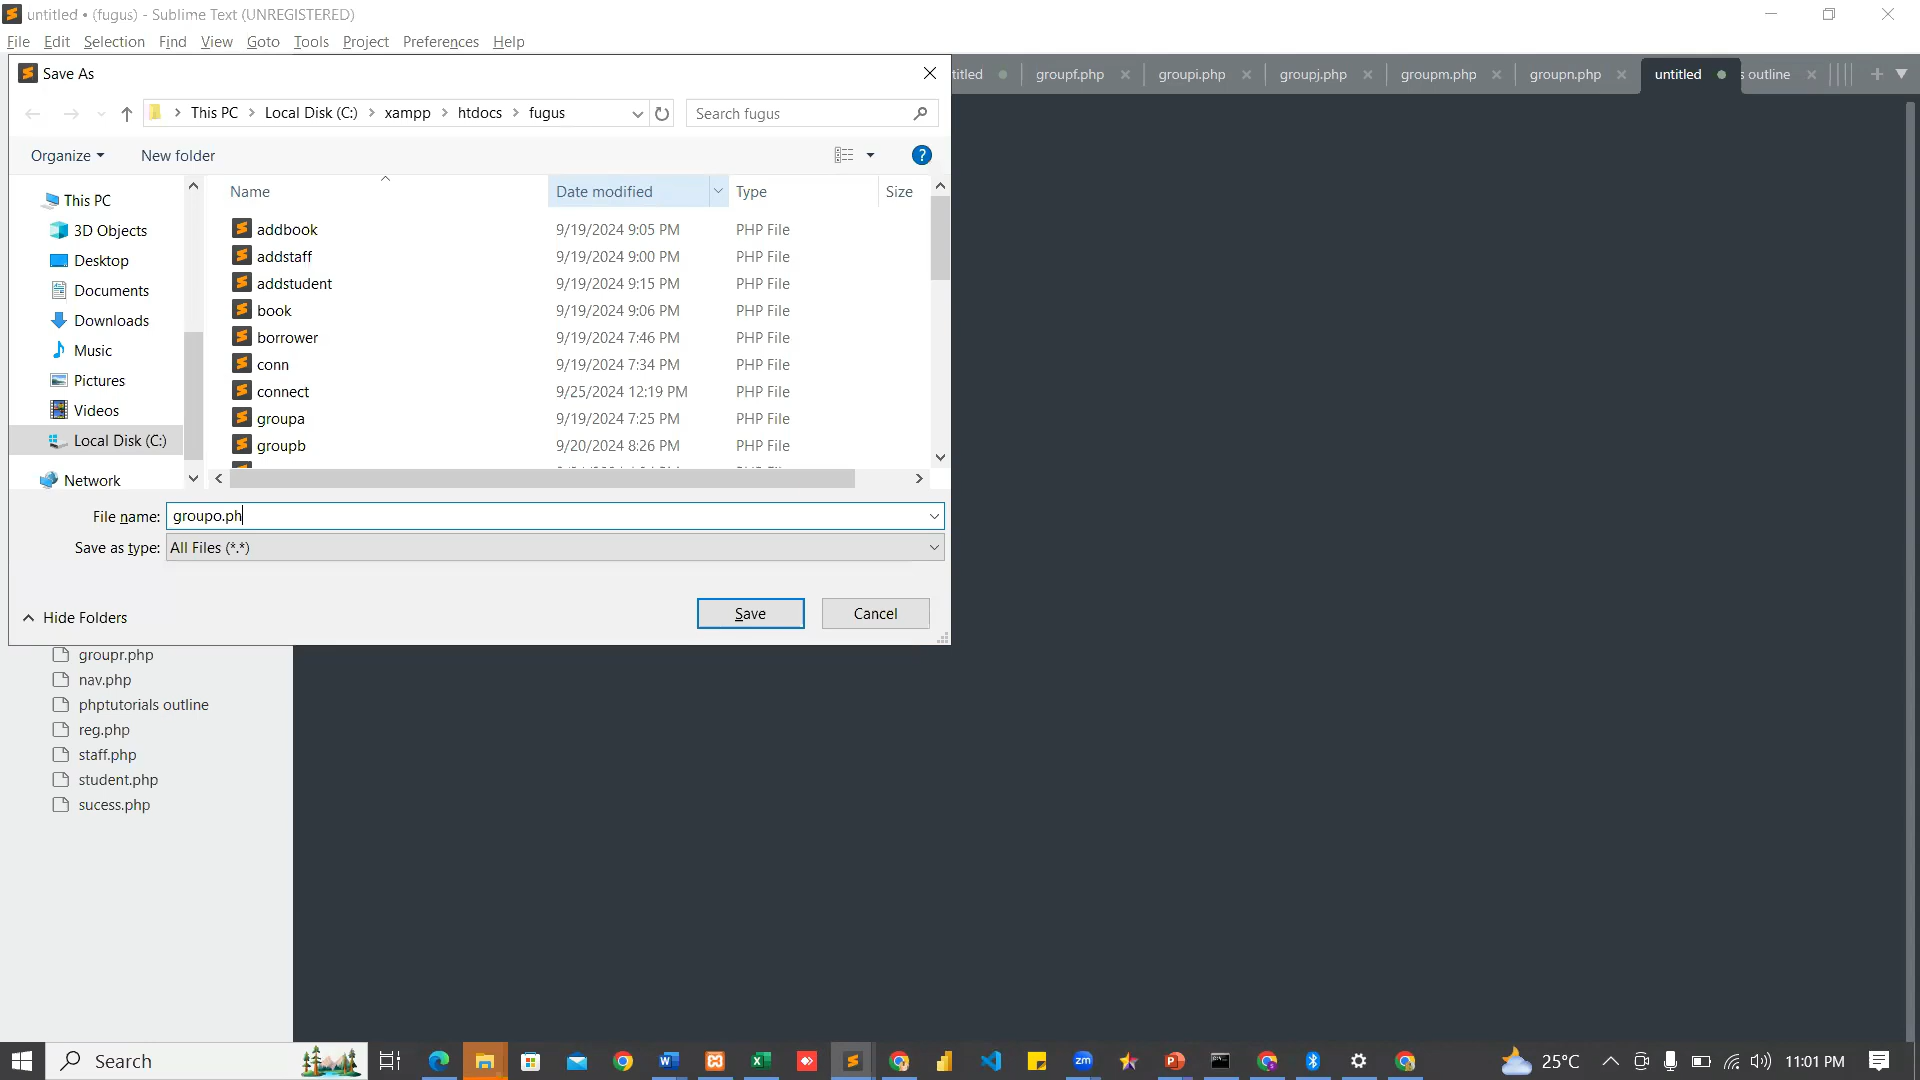 untitled • (fugus) - Sublime Text (UNREGISTERED)
File Edit Selection Find View Goto Tools Project Preferences Help
Save As
titled groupf.php groupi.php groupj.php groupm.php groupn.php untitled s outline
This PC Local Disk (C:) xampp htdocs fugus
Search fugus
Organize New folder
Name Date modified Type Size
This PC
3D Objects
Desktop
Documents
Downloads
Music
Pictures
Videos
Local Disk (C:)
Network
addbook 9/19/2024 9:05 PM PHP File
addstaff 9/19/2024 9:00 PM PHP File
addstudent 9/19/2024 9:15 PM PHP File
book 9/19/2024 9:06 PM PHP File
borrower 9/19/2024 7:46 PM PHP File
conn 9/19/2024 7:34 PM PHP File
connect 9/25/2024 12:19 PM PHP File
groupa 9/19/2024 7:25 PM PHP File
groupb 9/20/2024 8:26 PM PHP File
File name: groupo.ph
Save as type: All Files (*.*)
Hide Folders
Save Cancel
groupr.php
nav.php
phptutorials outline
reg.php
staff.php
student.php
sucess.php
Search
25°C
11:01 PM